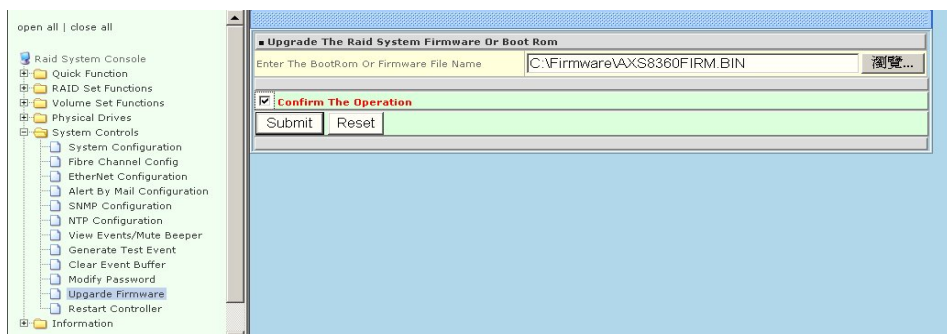 open all | close all
Raid System Console
Quick Function
RAID Set Functions
Volume Set Functions
Physical Drives
System Controls
System Configuration
Fibre Channel Config
EtherNet Configuration
Alert By Mail Configuration
SNMP Configuration
NTP Configuration
View Events/Mute Beeper
Generate Test Event
Clear Event Buffer
Modify Password
Upgarde Firmware
Restart Controller
Information
Upgrade The Raid System Firmware Or Boot Rom
Enter The BootRom Or Firmware File Name C:\Firmware\AXS8360FIRM.BIN 瀏覽...
Confirm The Operation
Submit Reset